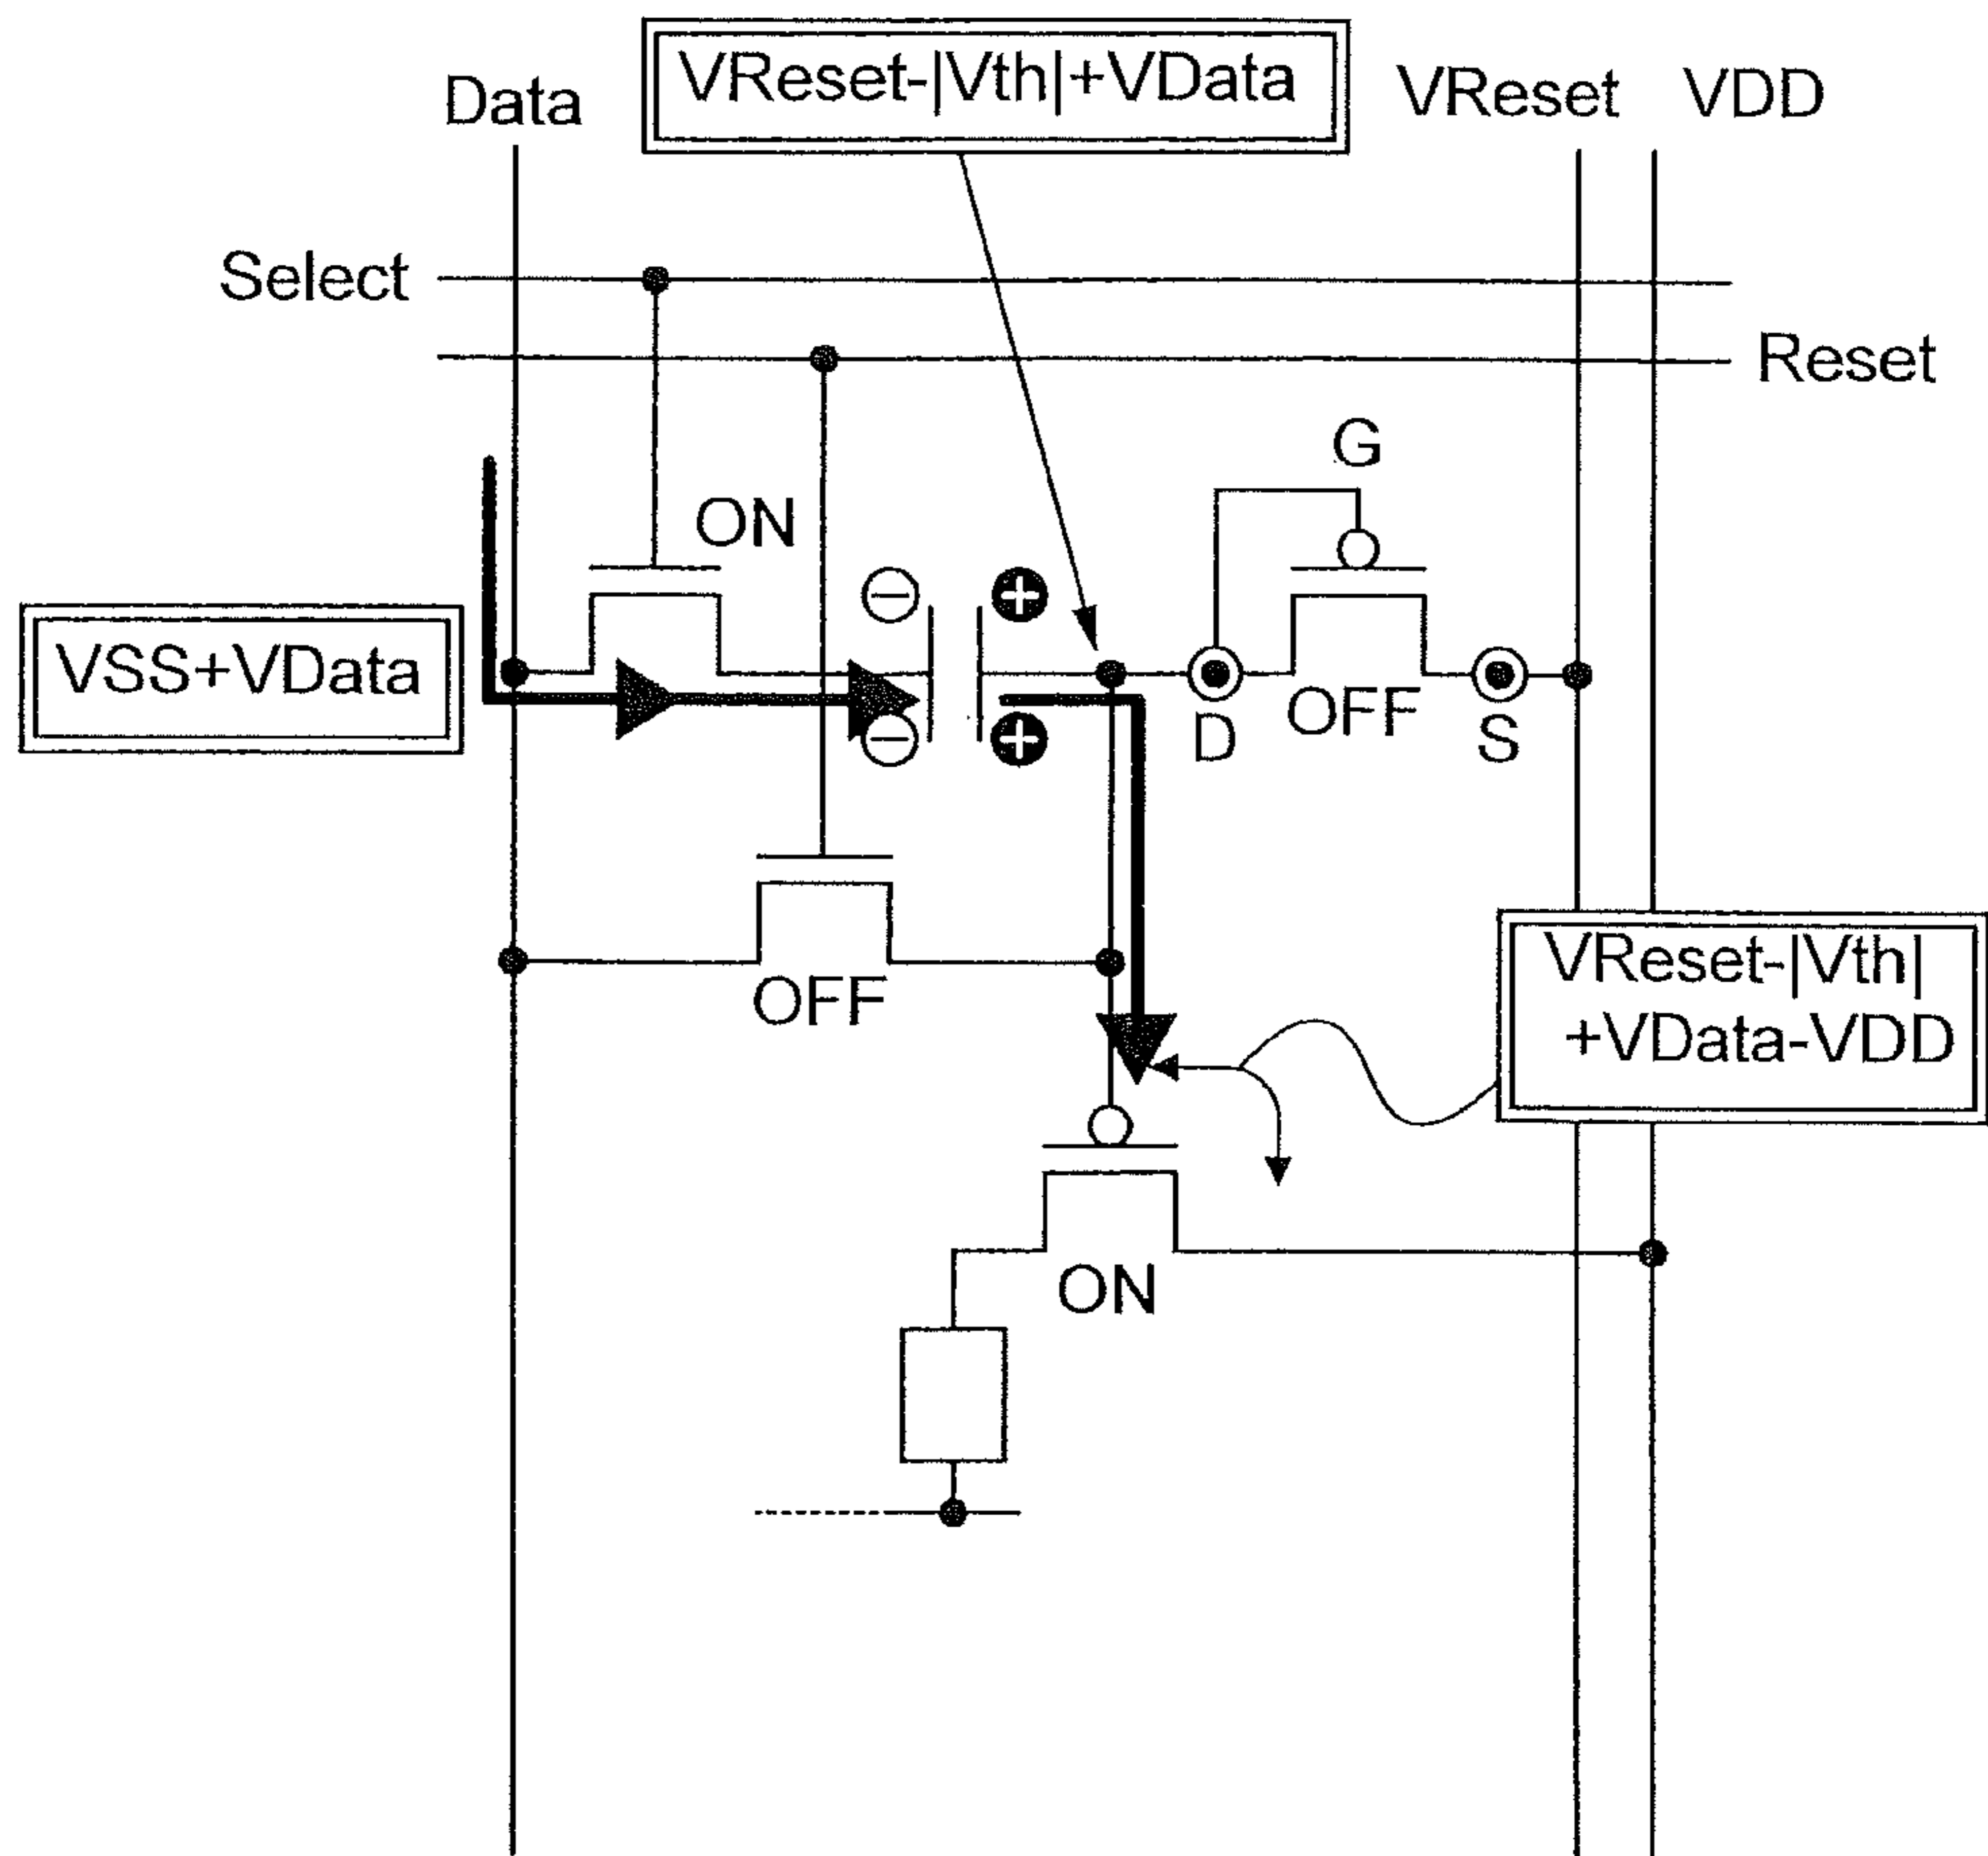 VReset-|Vth|+VData
Data
VReset
VDD
Select
Reset
G
ON
VSS+VData
D
OFF
S
OFF
VReset-|Vth|
+VData-VDD
ON